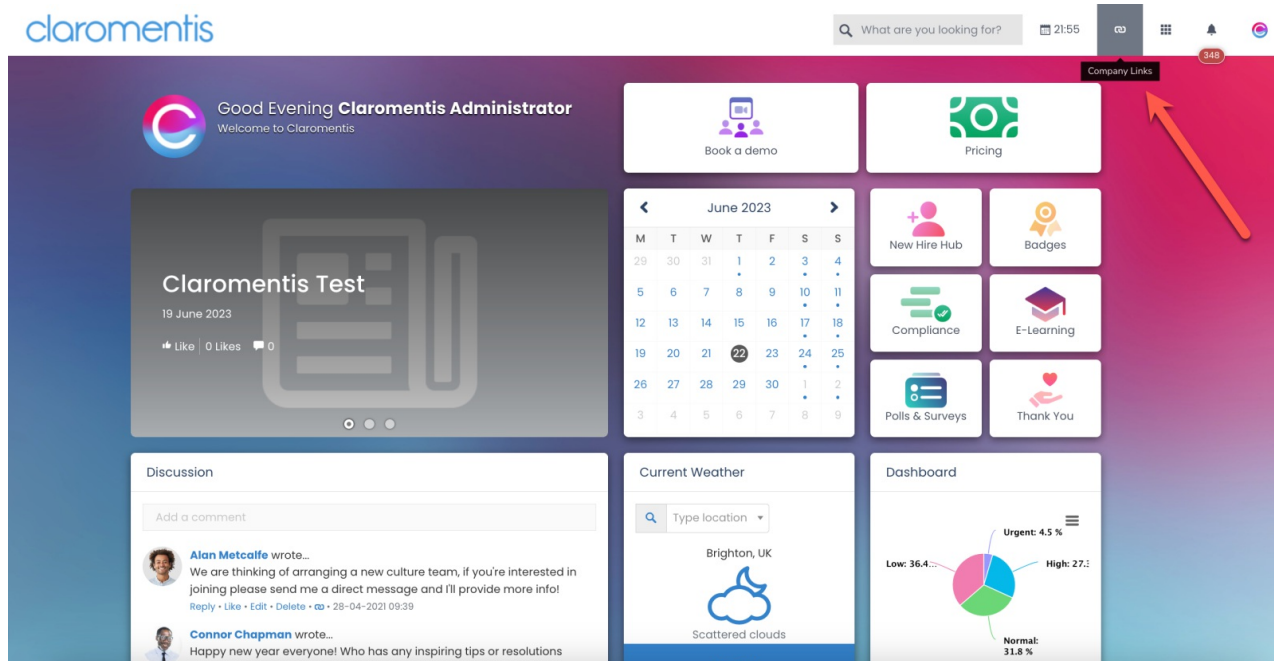 claromentis
What are you looking for?
21:55
348
Company Links
Good Evening Claromentis Administrator
Welcome to Claromentis
Book a demo
Pricing
Claromentis Test
19 June 2023
Like 0 Likes 0
June 2023
M T W T F S S
29 30 31 1 2 3 4
5 6 7 8 9 10 11
12 13 14 15 16 17 18
19 20 21 22 23 24 25
26 27 28 29 30 1 2
3 4 5 6 7 8 9
New Hire Hub
Badges
Compliance
E-Learning
Polls & Surveys
Thank You
Discussion
Add a comment
Alan Metcalfe wrote...
We are thinking of arranging a new culture team, if you're interested in
joining please send me a direct message and I'll provide more info!
Reply • Like • Edit • Delete • 28-04-2021 09:39
Connor Chapman wrote...
Happy new year everyone! Who has any inspiring tips or resolutions
Current Weather
Type location
Brighton, UK
Scattered clouds
Dashboard
Urgent: 4.5 %
Low: 36.4...
High: 27.
Normal:
31.8 %